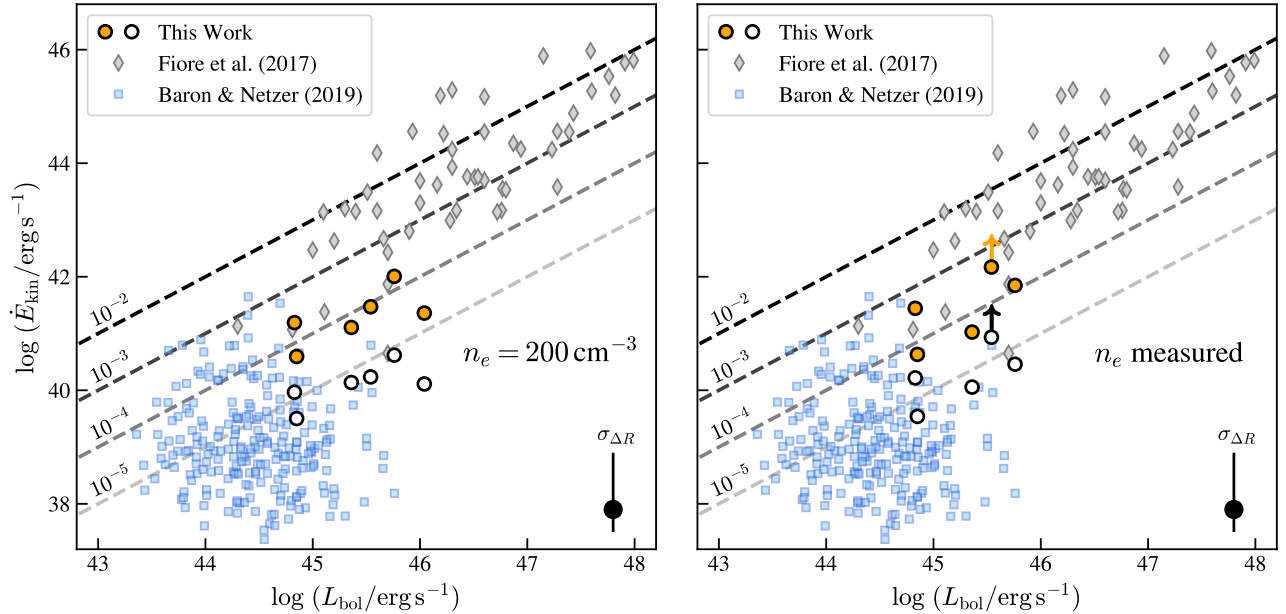 This Work
Fiore et al. (2017)
Baron & Netzer (2019)
46
44
42
40
38
log (Ė_kin/erg s⁻¹)
10⁻²
10⁻³
10⁻⁴
10⁻⁵
n_e = 200 cm⁻³
σ_ΔR
43 44 45 46 47 48
log (L_bol/erg s⁻¹)
This Work
Fiore et al. (2017)
Baron & Netzer (2019)
10⁻²
10⁻³
10⁻⁴
10⁻⁵
n_e measured
σ_ΔR
43 44 45 46 47 48
log (L_bol/erg s⁻¹)